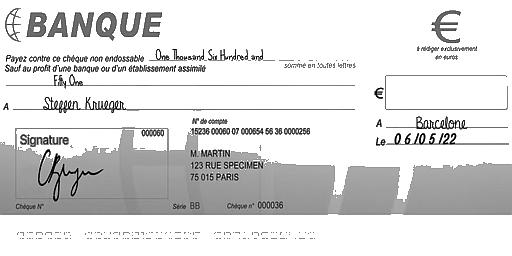 BANQUE
€
à rédiger exclusivement
en euros
Payez contre ce chèque non endossable One Thousand Six Hundred and
Sauf au profit d'une banque ou d'un établissement assimilé
somme en toutes lettres
Fifty One
€
A Steffen Krueger
N° de compte
000060
15236 00060 07 000654 56 36 0000256
A Barcelone
Le 06/05/22
Signature
M. MARTIN
123 RUE SPECIMEN
75 015 PARIS
Chèque N°
Série BB
Chèque n° 000036